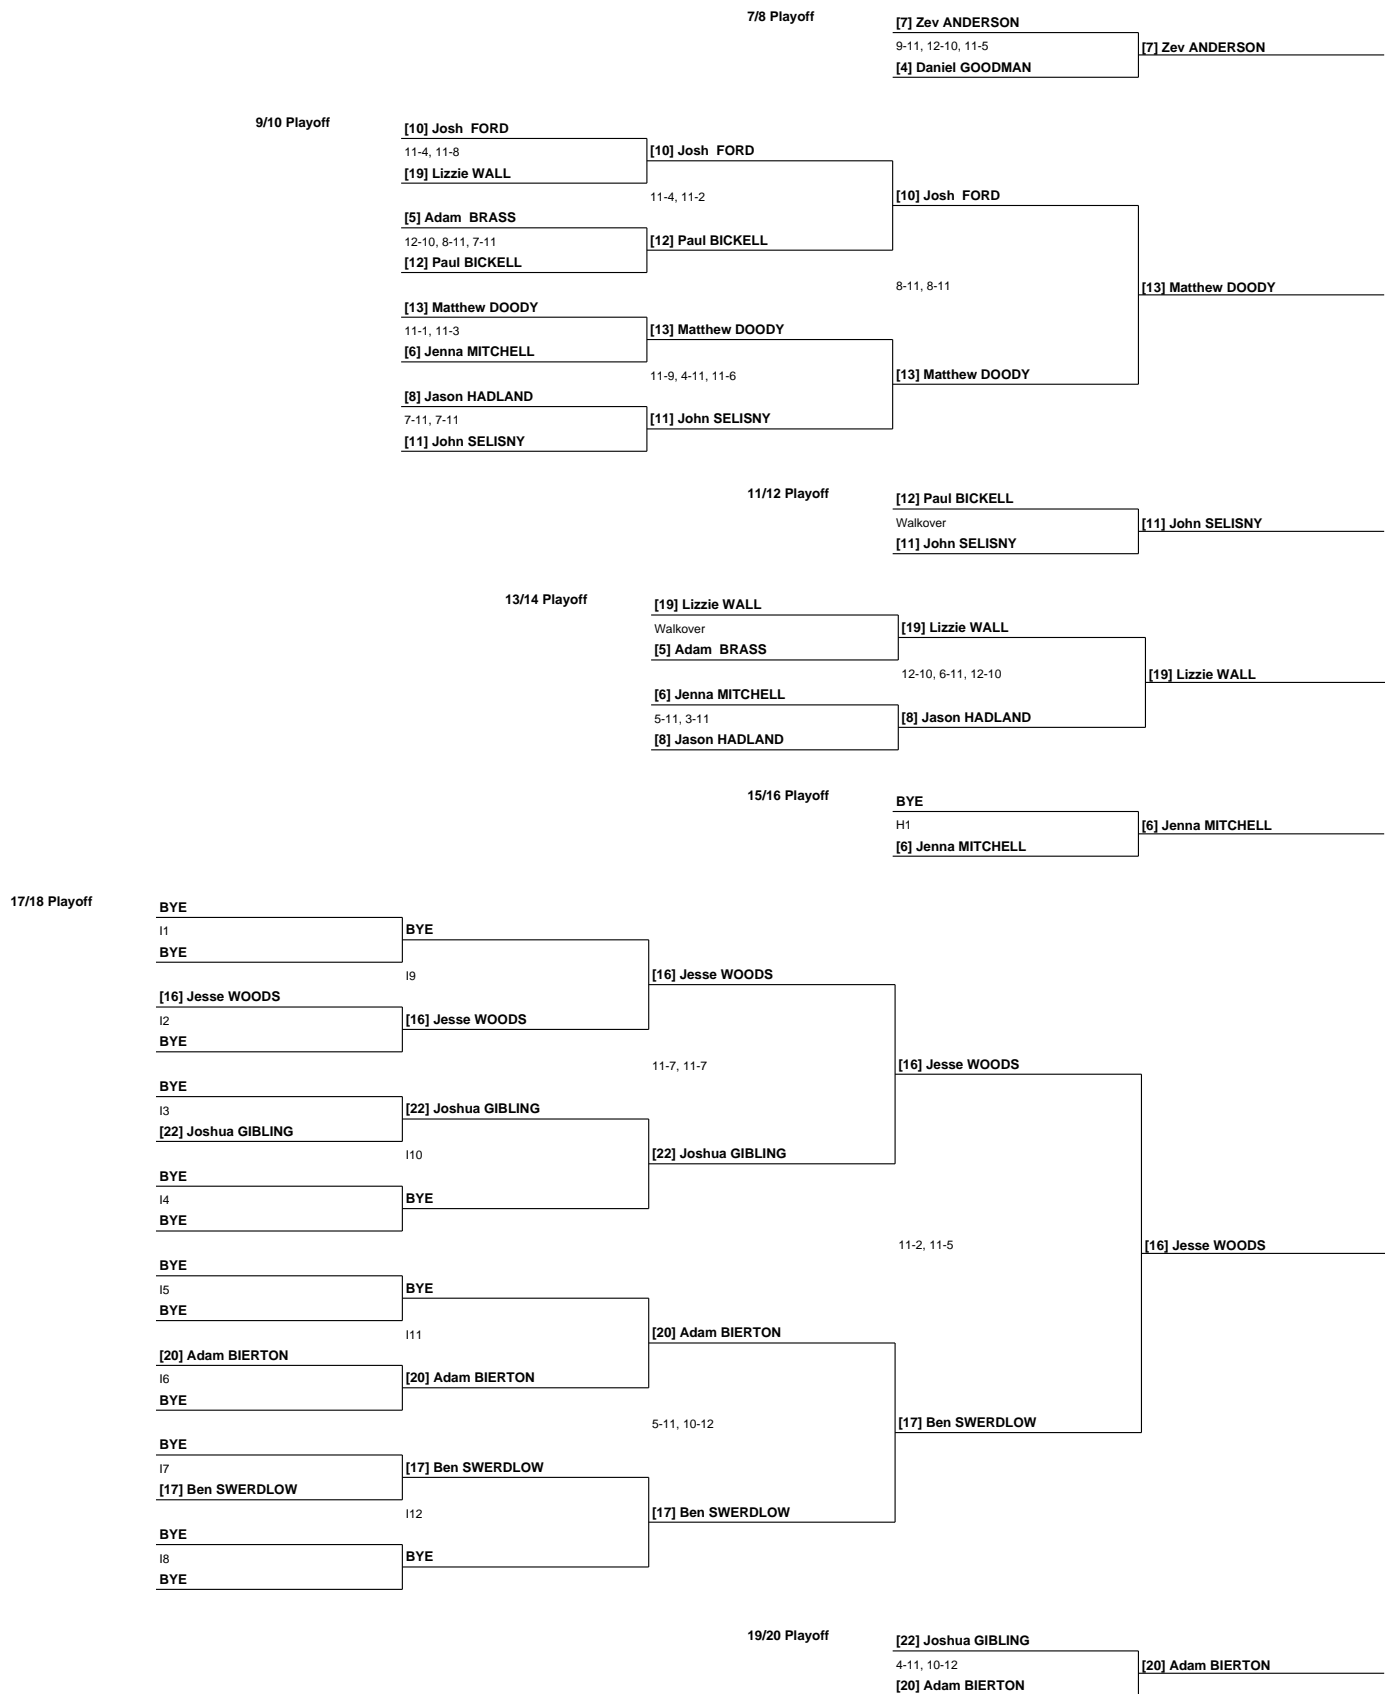 7/8 Playoff
[7] Zev ANDERSON
9-11, 12-10, 11-5
[7] Zev ANDERSON
[4] Daniel GOODMAN
9/10 Playoff
[10] Josh  FORD
11-4, 11-8
[10] Josh  FORD
[19] Lizzie WALL
11-4, 11-2
[10] Josh  FORD
[5] Adam  BRASS
12-10, 8-11, 7-11
[12] Paul BICKELL
[12] Paul BICKELL
8-11, 8-11
[13] Matthew DOODY
[13] Matthew DOODY
11-1, 11-3
[13] Matthew DOODY
[6] Jenna MITCHELL
11-9, 4-11, 11-6
[13] Matthew DOODY
[8] Jason HADLAND
7-11, 7-11
[11] John SELISNY
[11] John SELISNY
11/12 Playoff
[12] Paul BICKELL
Walkover
[11] John SELISNY
[11] John SELISNY
13/14 Playoff
[19] Lizzie WALL
Walkover
[19] Lizzie WALL
[5] Adam  BRASS
12-10, 6-11, 12-10
[19] Lizzie WALL
[6] Jenna MITCHELL
5-11, 3-11
[8] Jason HADLAND
[8] Jason HADLAND
15/16 Playoff
BYE
H1
[6] Jenna MITCHELL
[6] Jenna MITCHELL
17/18 Playoff
BYE
I1
BYE
BYE
I9
[16] Jesse WOODS
[16] Jesse WOODS
I2
[16] Jesse WOODS
BYE
11-7, 11-7
[16] Jesse WOODS
BYE
I3
[22] Joshua GIBLING
[22] Joshua GIBLING
I10
[22] Joshua GIBLING
BYE
I4
BYE
BYE
11-2, 11-5
[16] Jesse WOODS
BYE
I5
BYE
BYE
I11
[20] Adam BIERTON
[20] Adam BIERTON
I6
[20] Adam BIERTON
BYE
5-11, 10-12
[17] Ben SWERDLOW
BYE
I7
[17] Ben SWERDLOW
[17] Ben SWERDLOW
I12
[17] Ben SWERDLOW
BYE
I8
BYE
BYE
19/20 Playoff
[22] Joshua GIBLING
4-11, 10-12
[20] Adam BIERTON
[20] Adam BIERTON